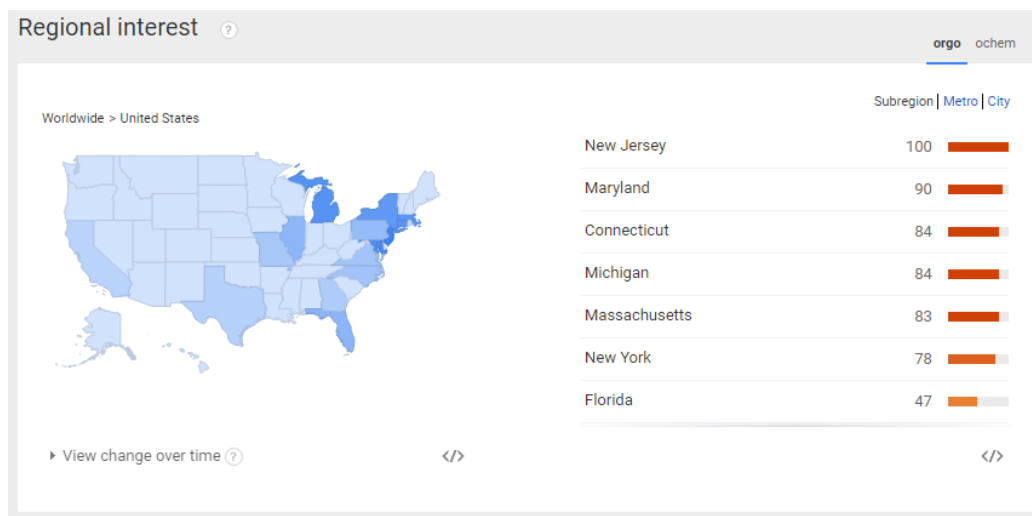 Regional interest ?
orgo ochem
Subregion | Metro | City
Worldwide > United States
New Jersey 100
Maryland 90
Connecticut 84
Michigan 84
Massachusetts 83
New York 78
Florida 47
View change over time ?
</>
</>